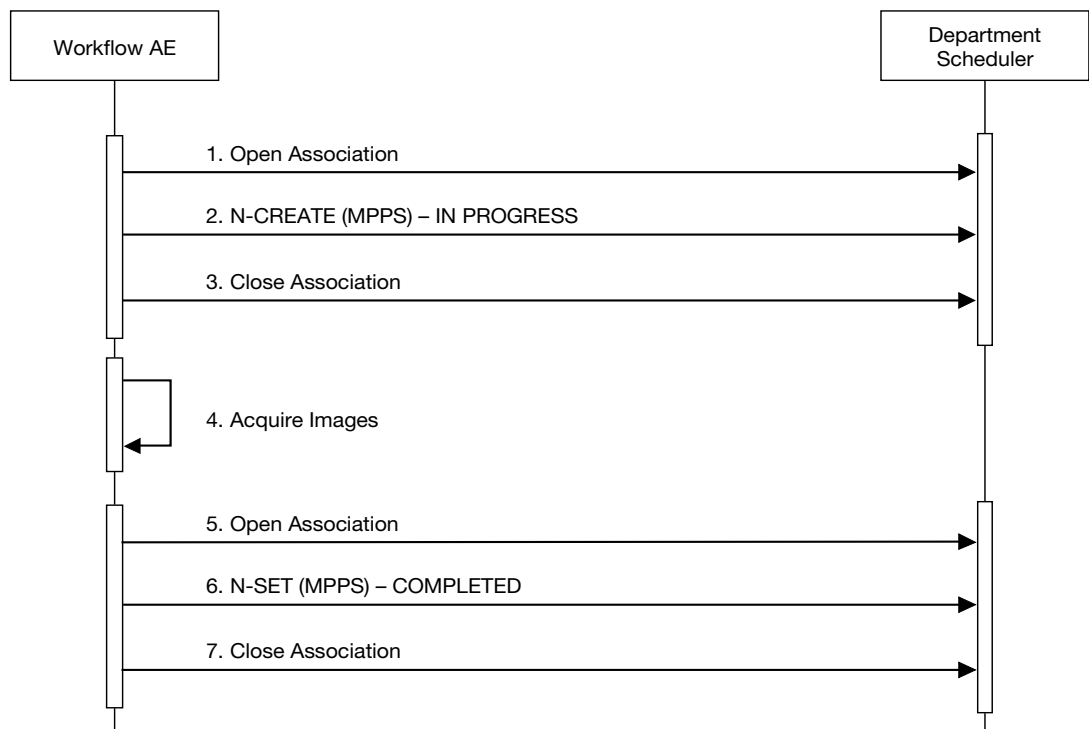 Workflow AE
Department
Scheduler
1. Open Association
2. N-CREATE (MPPS) – IN PROGRESS
3. Close Association
4. Acquire Images
5. Open Association
6. N-SET (MPPS) – COMPLETED
7. Close Association